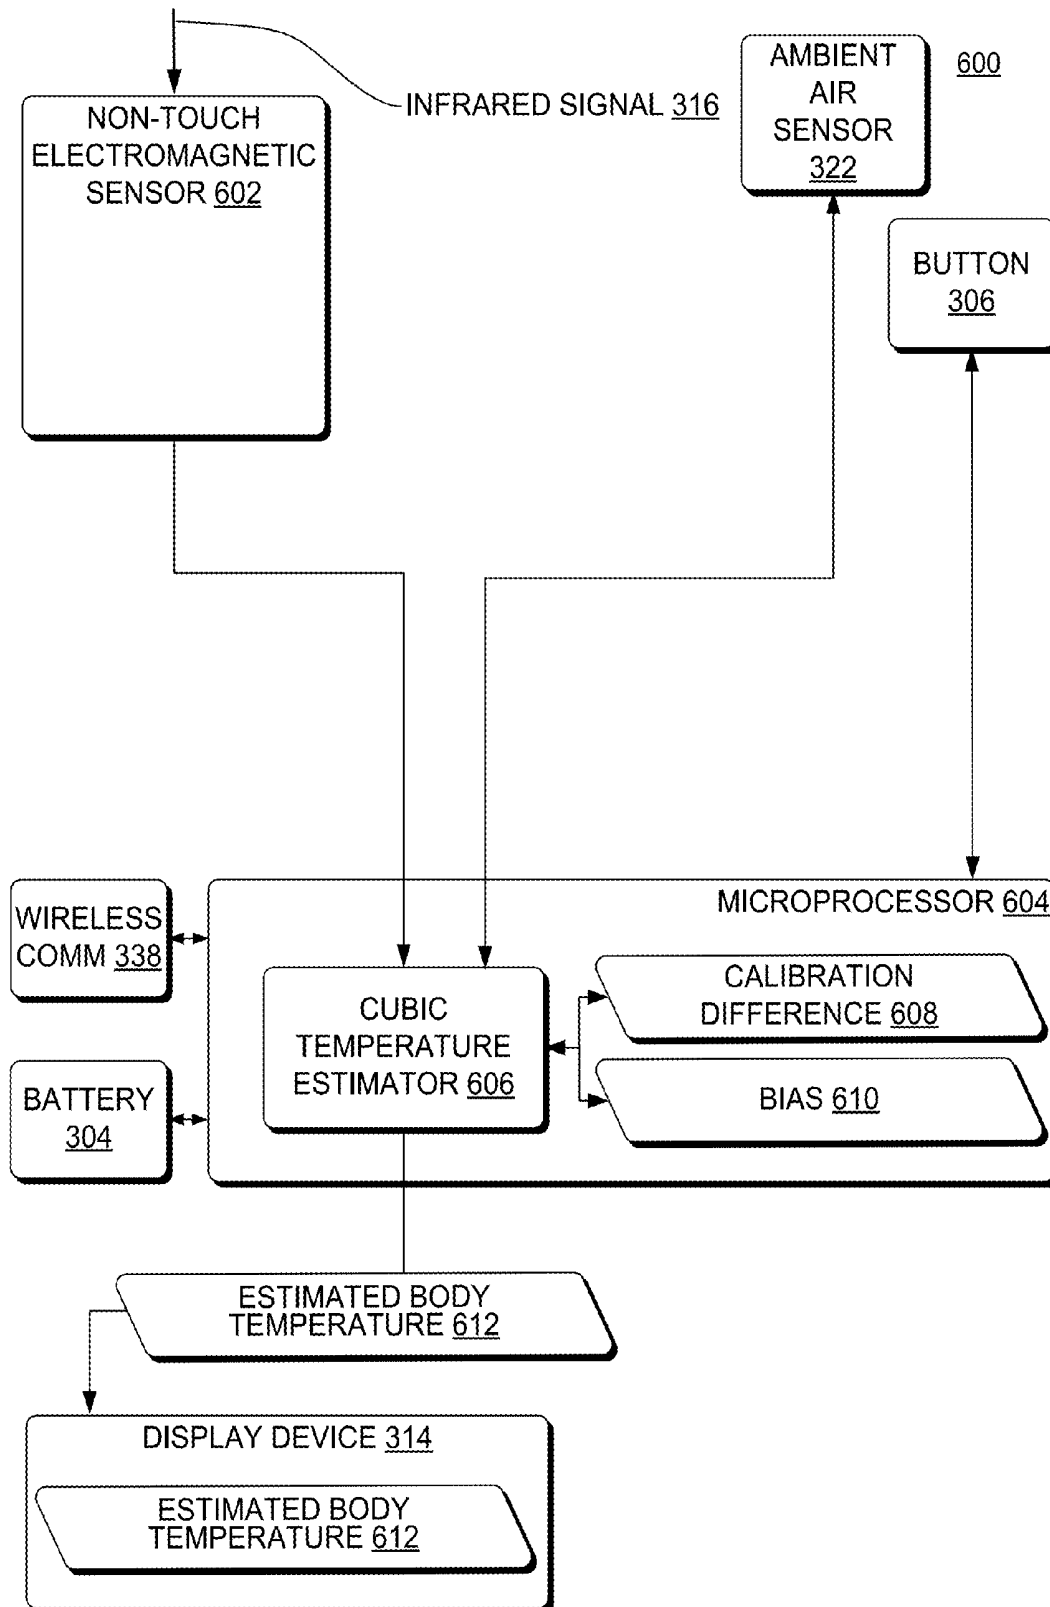 NON-TOUCH
ELECTROMAGNETIC
SENSOR 602
INFRARED SIGNAL 316
AMBIENT
AIR
SENSOR
322
600
BUTTON
306
WIRELESS
COMM 338
BATTERY
304
MICROPROCESSOR 604
CUBIC
TEMPERATURE
ESTIMATOR 606
CALIBRATION
DIFFERENCE 608
BIAS 610
ESTIMATED BODY
TEMPERATURE 612
DISPLAY DEVICE 314
ESTIMATED BODY
TEMPERATURE 612